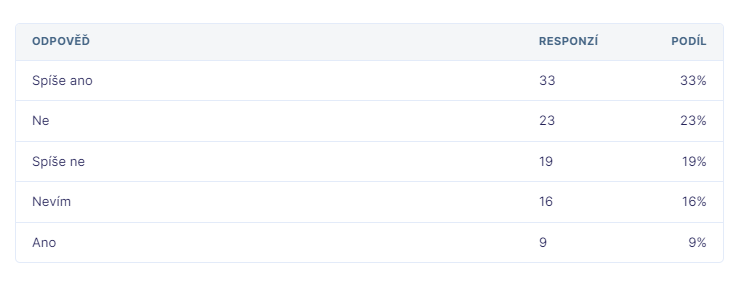 ODPOVĚĎ RESPONZÍ PODÍL
Spíše ano 33 33%
Ne 23 23%
Spíše ne 19 19%
Nevím 16 16%
Ano 9 9%